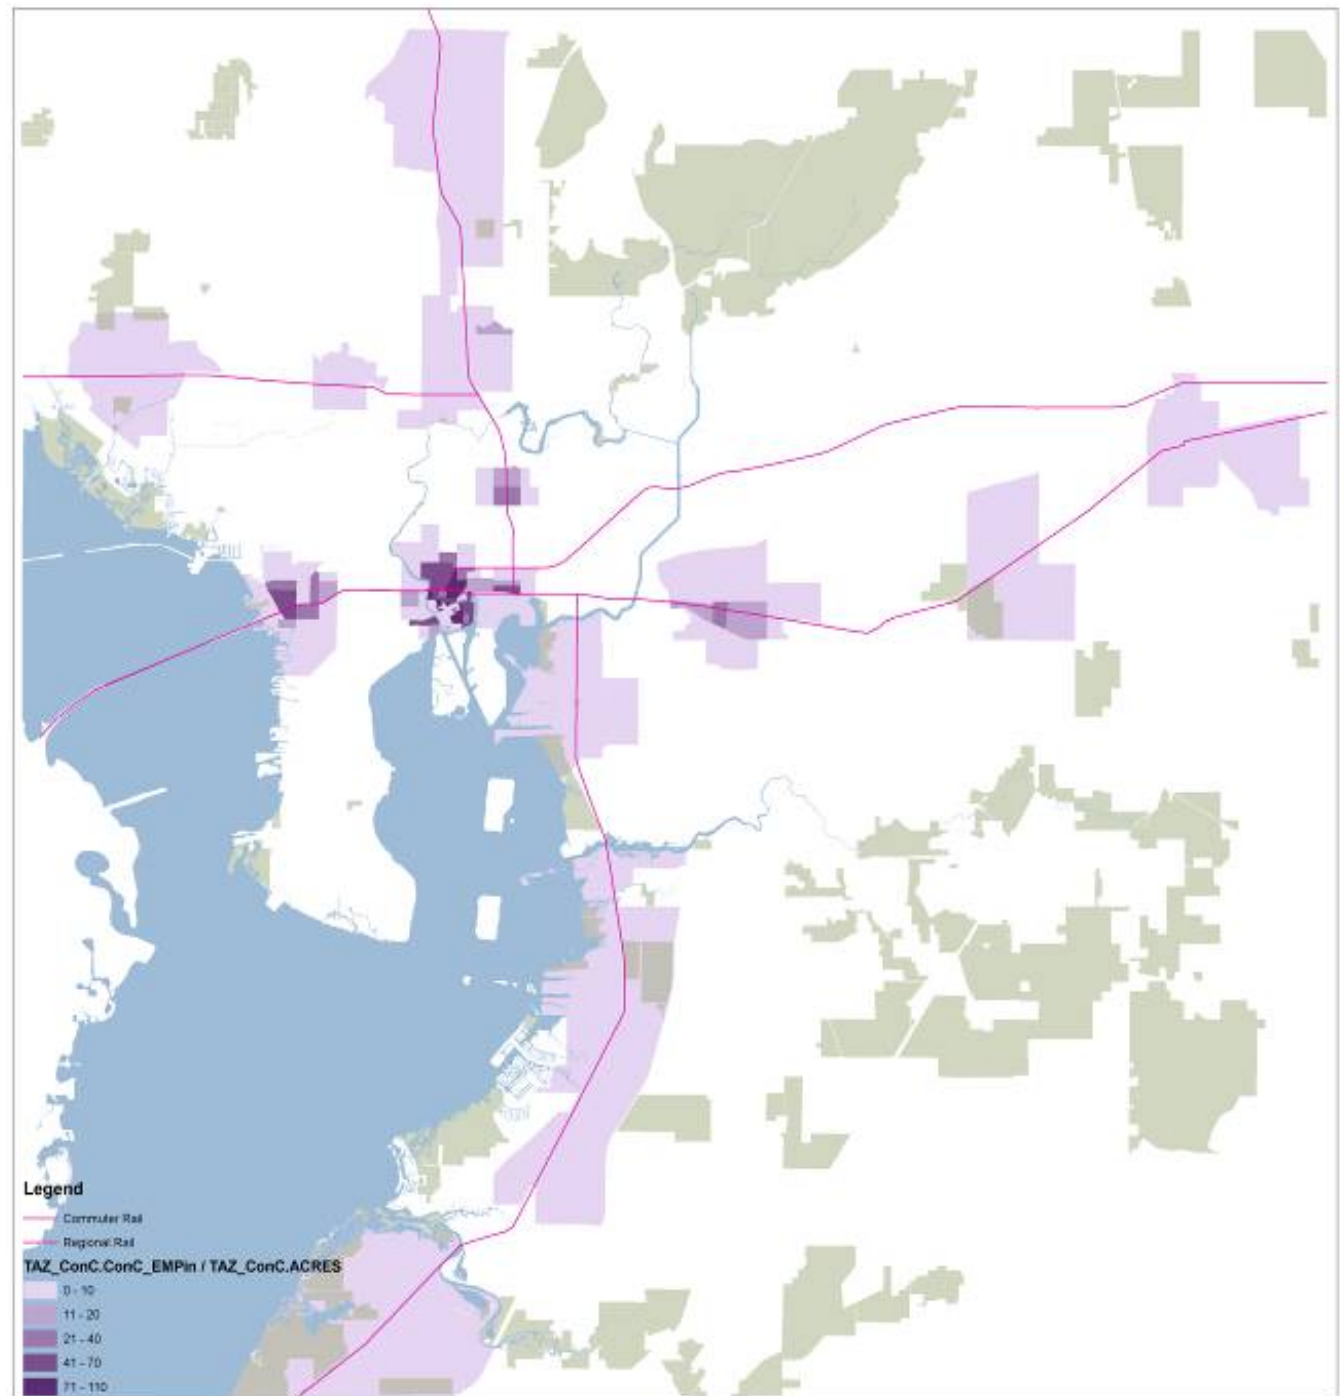 Legend
Commuter Rail
Regional Rail
TAZ_ConC.ConC_EMPin / TAZ_ConC.ACRES
0 - 10
11 - 20
21 - 40
41 - 70
71 - 110